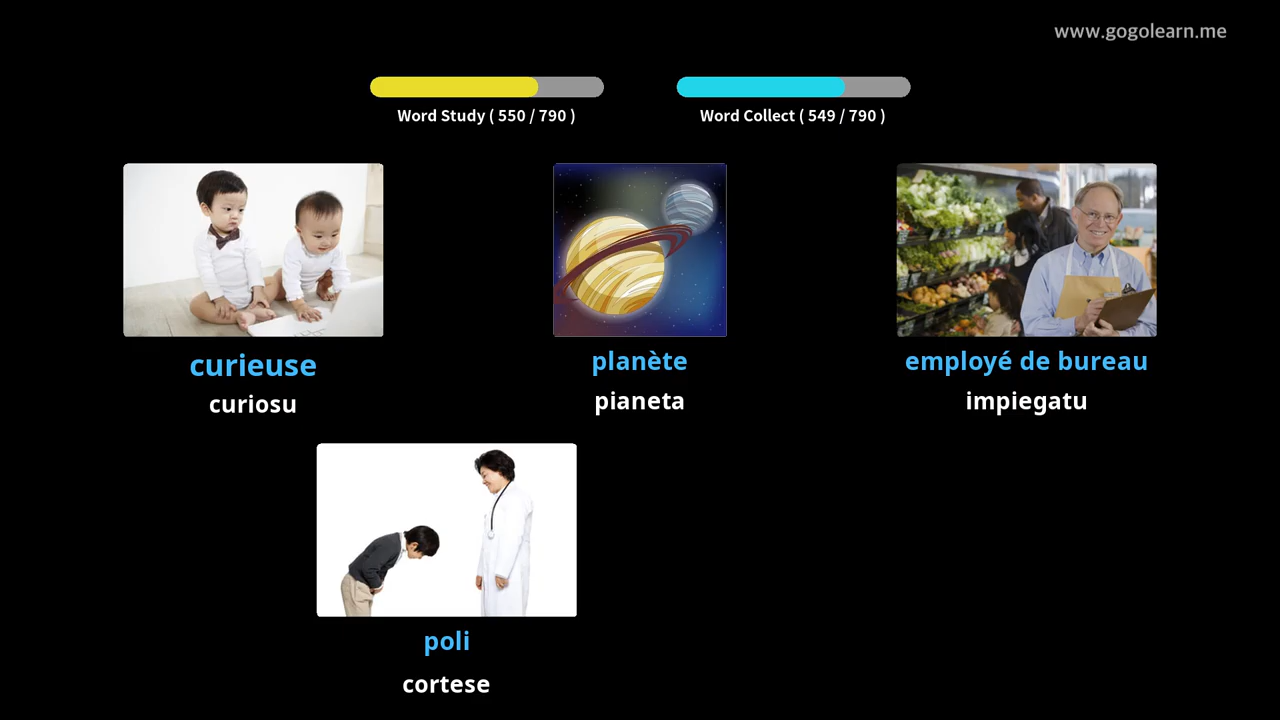 www.gogolearn.me
Word Study ( 550 / 790 )
Word Collect ( 549 / 790 )
curieuse
curiosu
planète
pianeta
employé de bureau
impiegatu
poli
cortese